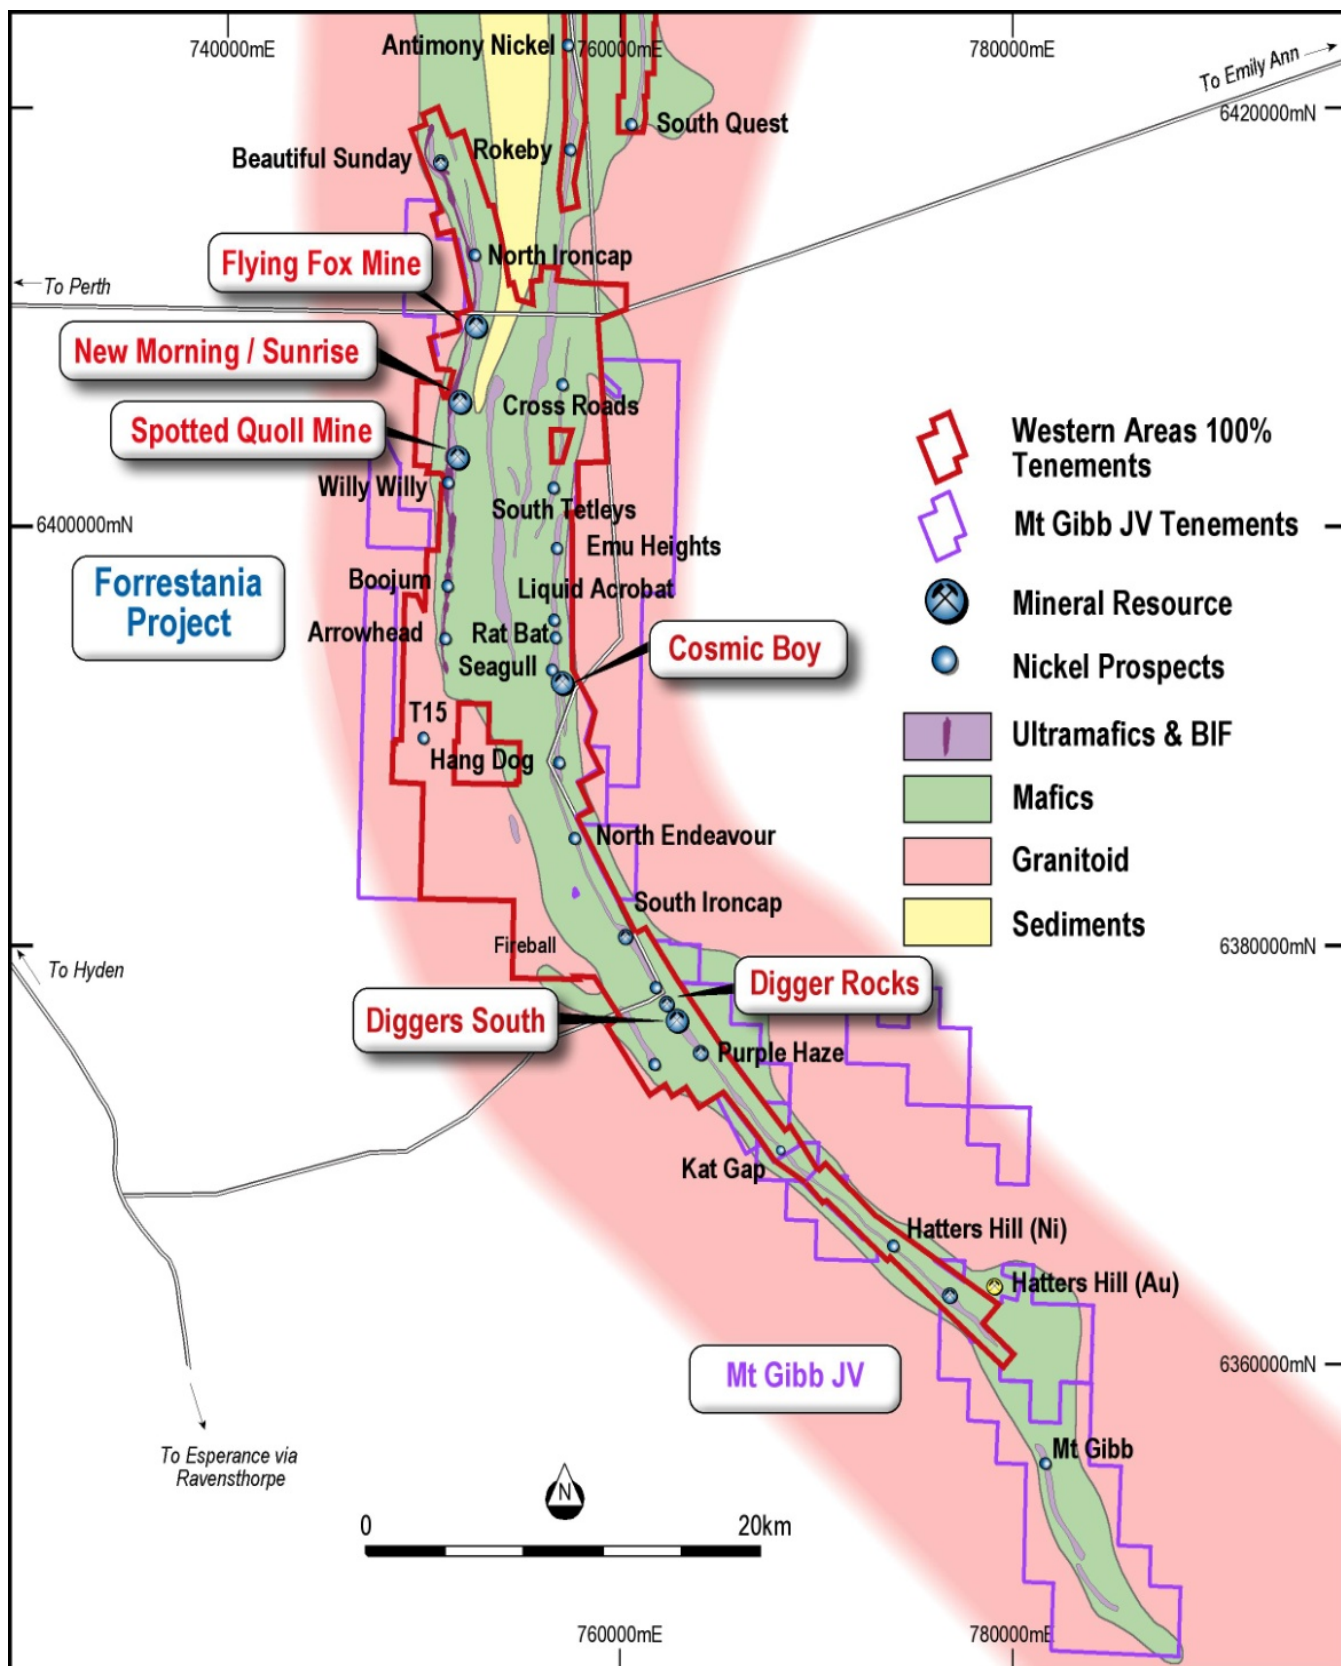 740000mE
Antimony Nickel
760000mE
780000mE
To Emily Ann
6420000mN
South Quest
Beautiful Sunday
Rokeby
North Ironcap
Flying Fox Mine
To Perth
New Morning / Sunrise
Cross Roads
Spotted Quoll Mine
Western Areas 100%
Tenements
Willy Willy
South Tetleys
Mt Gibb JV Tenements
6400000mN
Emu Heights
Forrestania
Project
Boojum
Liquid Acrobat
Mineral Resource
Arrowhead
Rat Bat
Seagull
Cosmic Boy
Nickel Prospects
T15
Hang Dog
Ultramafics & BIF
Mafics
North Endeavour
Granitoid
South Ironcap
Sediments
Fireball
6380000mN
To Hyden
Digger Rocks
Diggers South
Purple Haze
Kat Gap
Hatters Hill (Ni)
Hatters Hill (Au)
Mt Gibb JV
6360000mN
Mt Gibb
To Esperance via
Ravensthorpe
N
0
20km
760000mE
780000mE